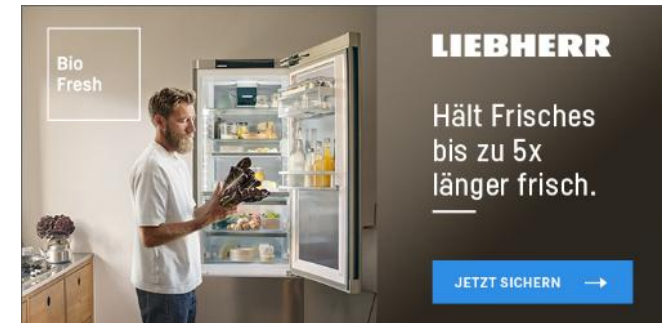 Bio
Fresh
LIEBHERR
Hält Frisches
bis zu 5x
länger frisch.
JETZT SICHERN